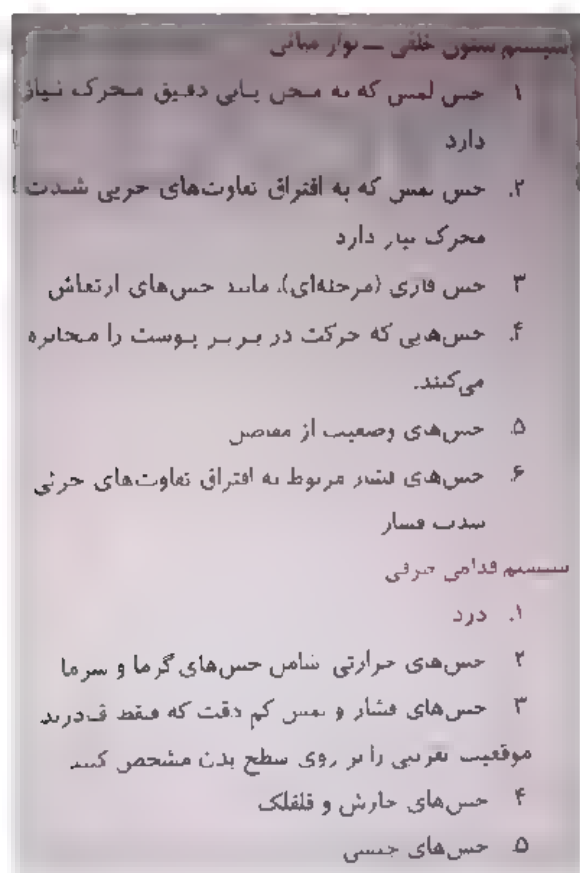 سیستم ستون خلفی ــ نوار میانی
۱ حس لمس که به محل یابی دقیق محرک نیاز
دارد
۲. حس لمس که به افتراق تفاوت‌های جزیی شدت
محرک نیاز دارد
۳ حس فازی (مرحله‌ای)، مانند حس‌های ارتعاش
۴. حس‌هایی که حرکت در برابر پوست را مخابره
می‌کنند.
۵. حس‌های وضعیت از مفاصل
۶. حس‌های فشار مربوط به افتراق تفاوت‌های جزئی
شدت فشار
سیستم قدامی طرفی
۱. درد
۲ حس‌های حرارتی شامل حس‌های گرما و سرما
۳ حس‌های فشار و لمس کم دقت که فقط قادرند
موقعیت تقریبی را بر روی سطح بدن مشخص کنند
۴ حس‌های خارش و قلقلک
۵. حس‌های جنسی